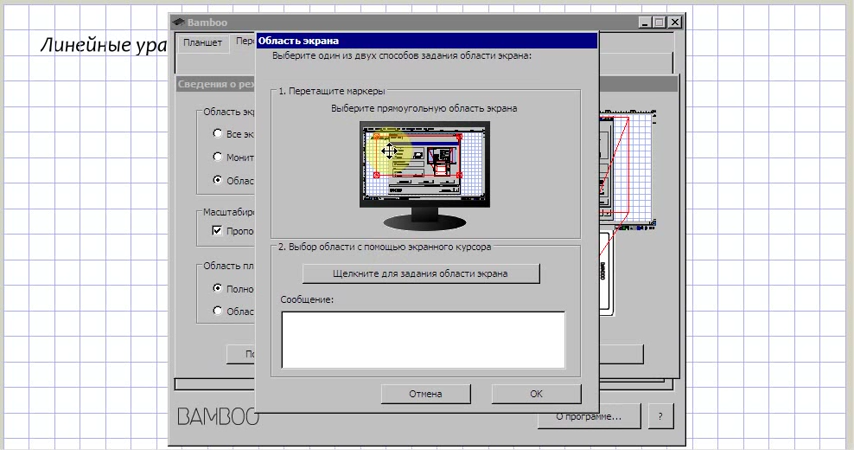 Bamboo
Линейные ура
Планшет
Пер
Область экрана
Выберите один из двух способов задания области экрана:
Сведения о реж
1. Перетащите маркеры
Выберите прямоугольную область экрана
Область экр
Все эк
Монит
Облас
Масштабиро
Пропо
2. Выбор области с помощью экранного курсора
Щелкните для задания области экрана
Область пл
Полно
Облас
Сообщение:
По
Отмена
OK
BAMBOO
О программе...
?